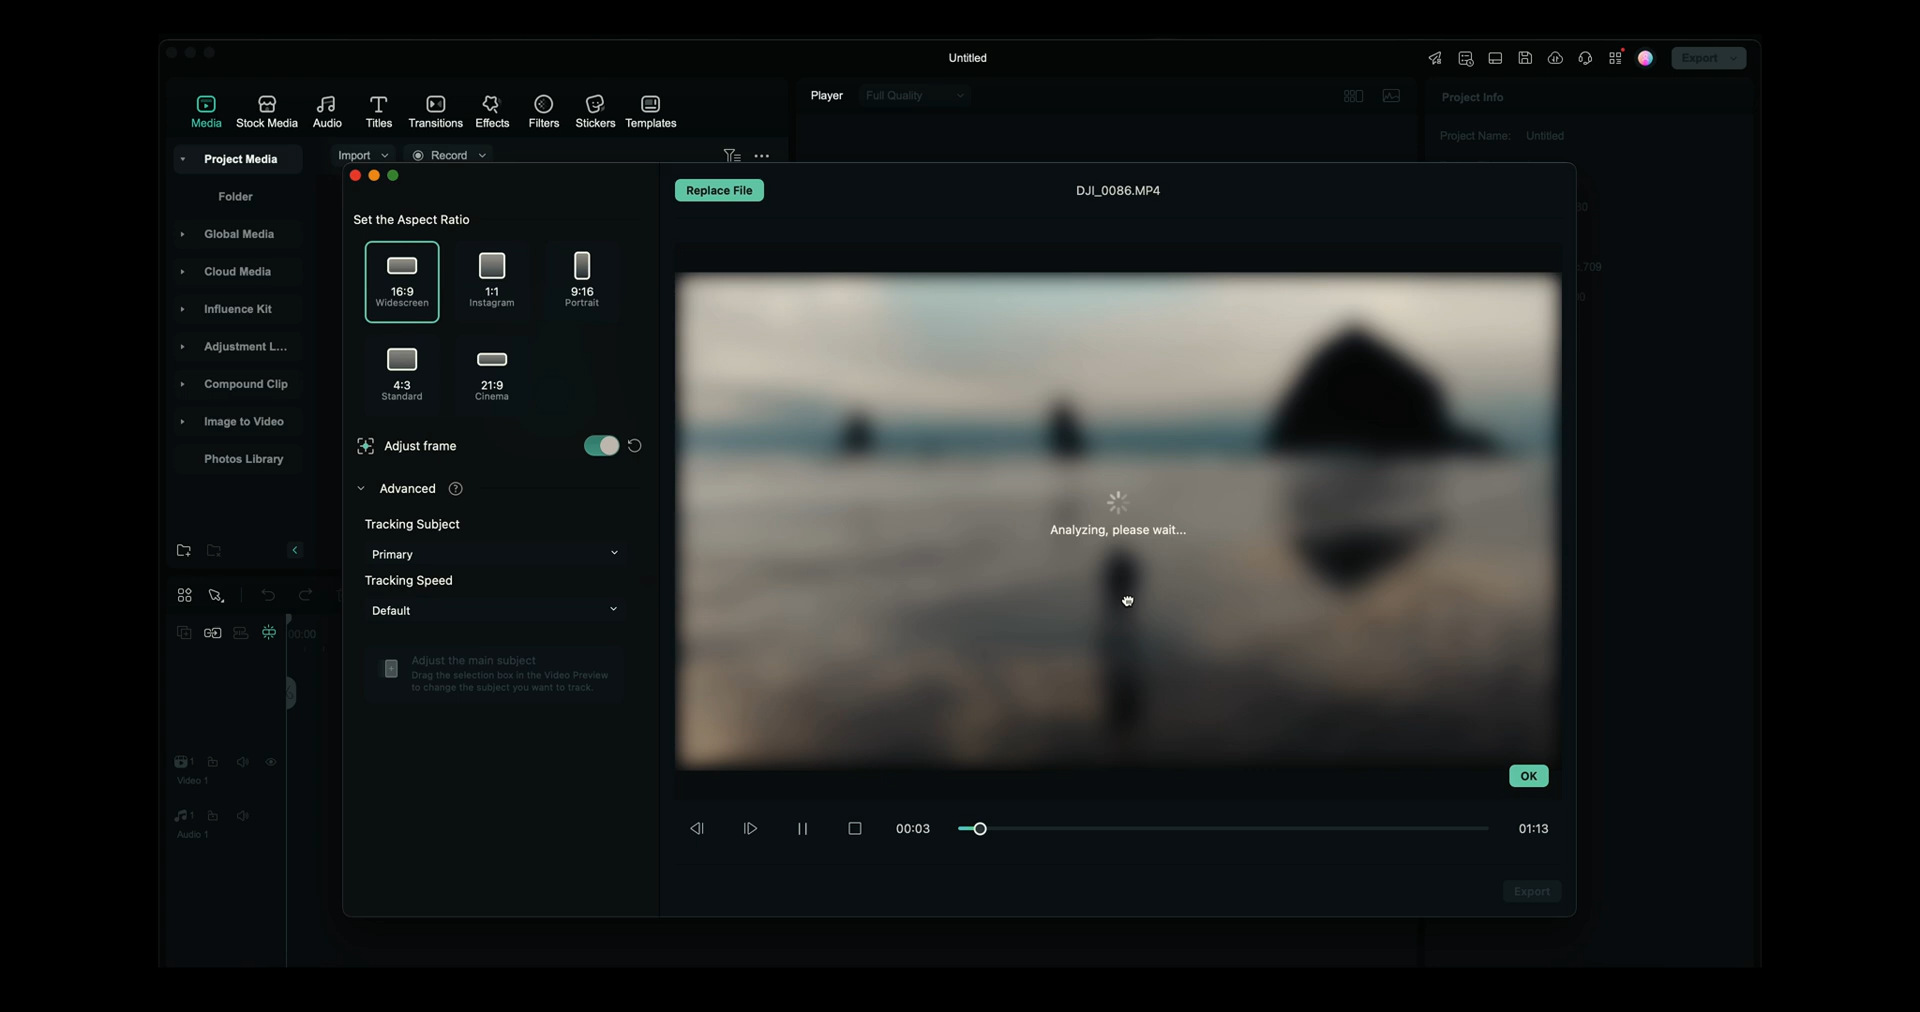 Untitled
Export
Media
Stock Media
Audio
Titles
Transitions
Effects
Filters
Stickers
Templates
Player
Full Quality
Project Info
Project Name: Untitled
Project Media
Folder
Global Media
Cloud Media
Influence Kit
Adjustment L...
Compound Clip
Image to Video
Photos Library
Import
Record
Replace File
DJI_0086.MP4
Set the Aspect Ratio
16:9
Widescreen
1:1
Instagram
9:16
Portrait
4:3
Standard
21:9
Cinema
Adjust frame
Advanced ?
Tracking Subject
Primary
Tracking Speed
Default
Adjust the main subject
Drag the selection box in the Video Preview
to change the subject you want to track.
Analyzing, please wait...
OK
00:03
01:13
Export
00:00
1
Video 1
1
Audio 1
.709